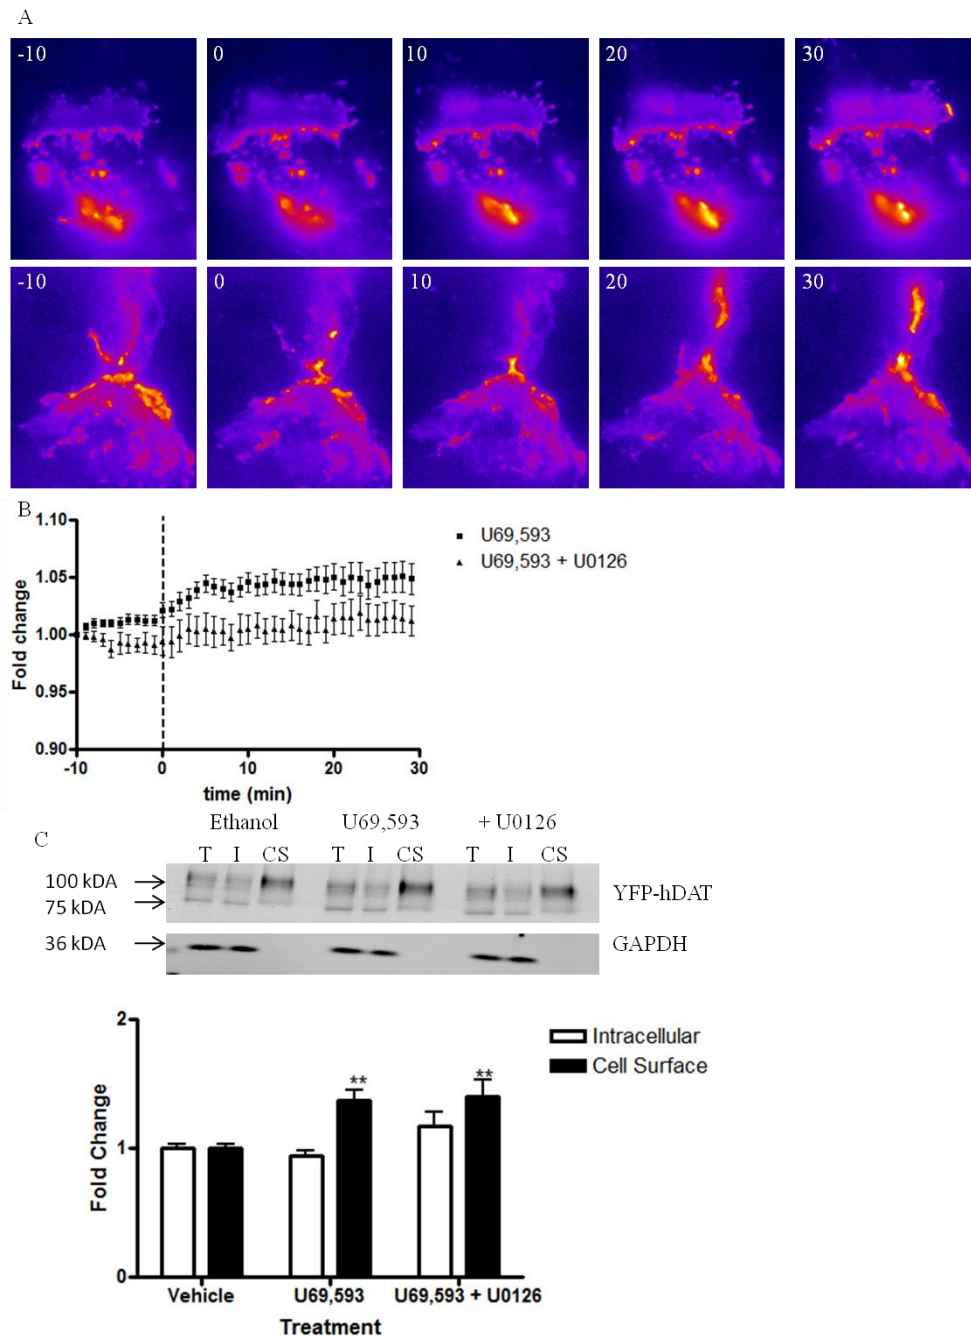 A
-10 0 10 20 30
-10 0 10 20 30
B
1.10
1.05
1.00
0.95
0.90
Fold change
-10 0 10 20 30
time (min)
U69,593
U69,593 + U0126
C
Ethanol U69,593 + U0126
T I CS T I CS T I CS
100 kDA
75 kDA
YFP-hDAT
36 kDA
GAPDH
2
1
0
Fold Change
** **
Intracellular
Cell Surface
Vehicle U69,593 U69,593 + U0126
Treatment